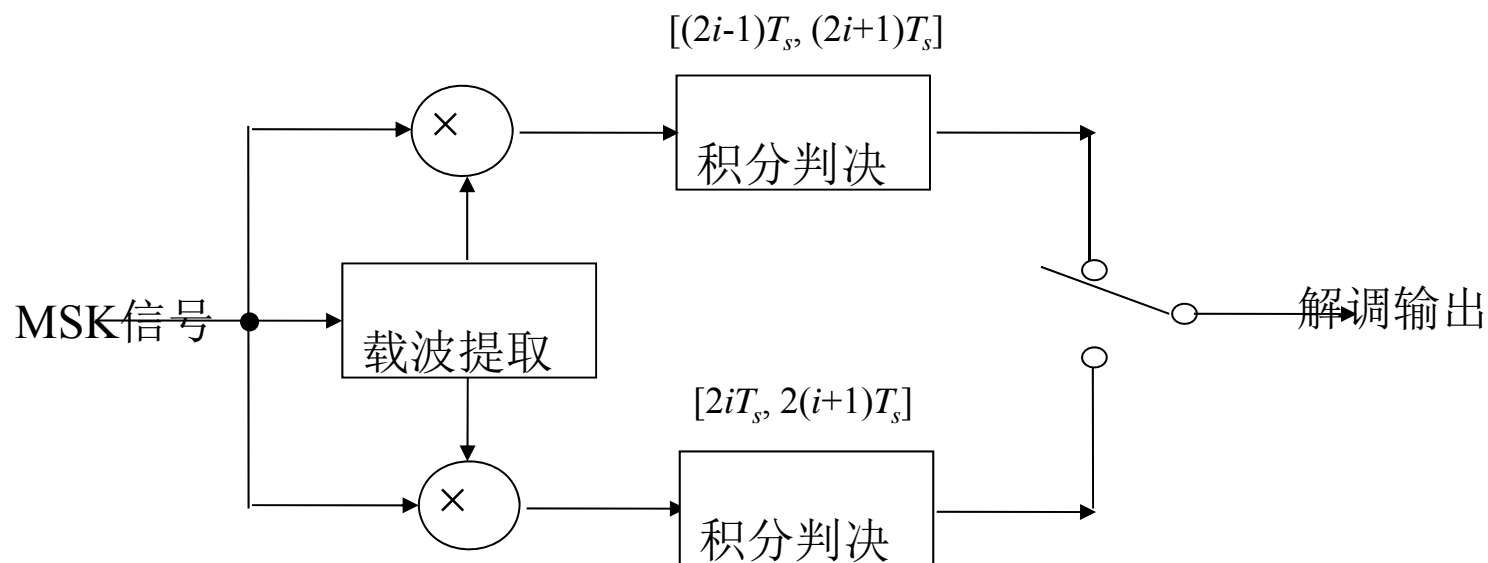 [(2i-1)Ts, (2i+1)Ts]
×
积分判决
MSK信号
载波提取
解调输出
[2iTs, 2(i+1)Ts]
×
积分判决